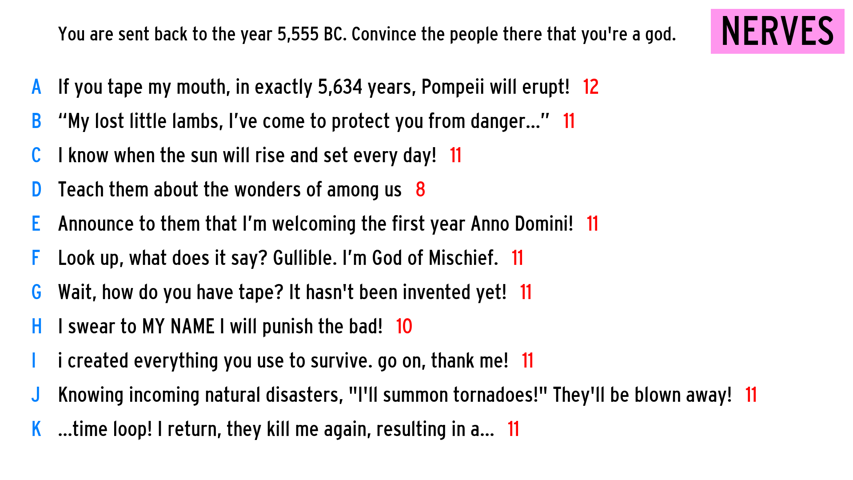 You are sent back to the year 5,555 BC. Convince the people there that you're a god.
NERVES
A If you tape my mouth, in exactly 5,634 years, Pompeii will erupt! 12
B “My lost little lambs, I’ve come to protect you from danger...” 11
C I know when the sun will rise and set every day! 11
D Teach them about the wonders of among us 8
E Announce to them that I’m welcoming the first year Anno Domini! 11
F Look up, what does it say? Gullible. I’m God of Mischief. 11
G Wait, how do you have tape? It hasn't been invented yet! 11
H I swear to MY NAME I will punish the bad! 10
I i created everything you use to survive. go on, thank me! 11
J Knowing incoming natural disasters, "I'll summon tornadoes!" They'll be blown away! 11
K ...time loop! I return, they kill me again, resulting in a... 11